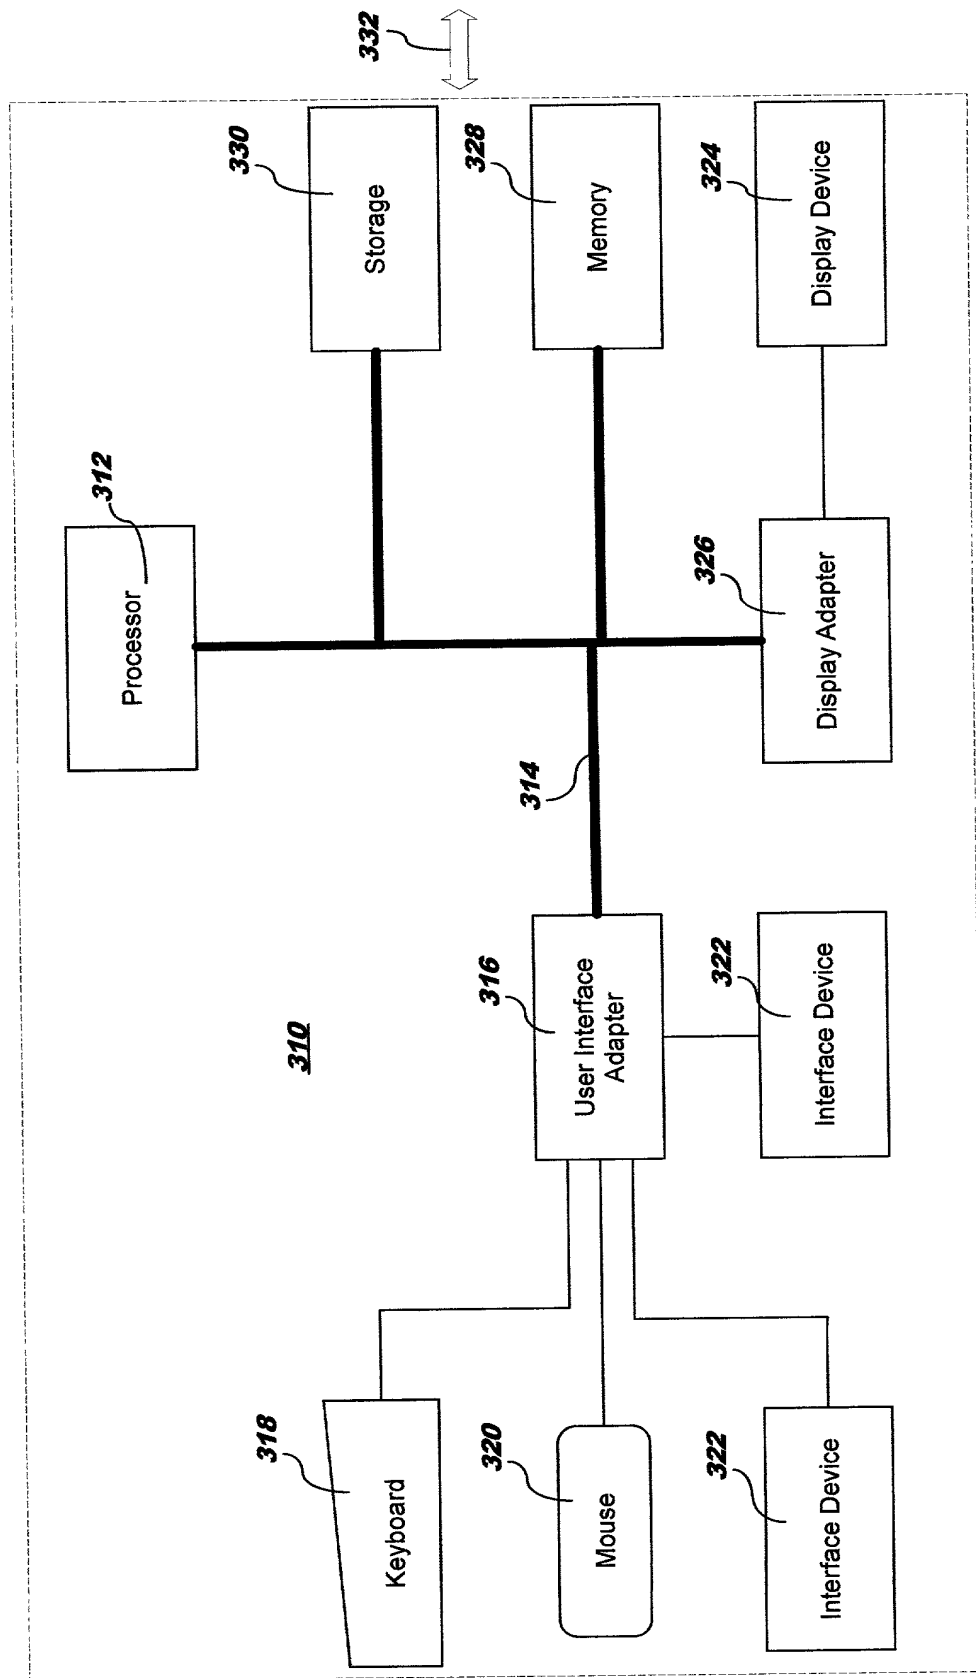 310
Processor
312
Storage
330
332
Memory
328
Display Device
324
Display Adapter
326
314
User Interface
Adapter
316
Interface Device
322
Keyboard
318
Mouse
320
Interface Device
322